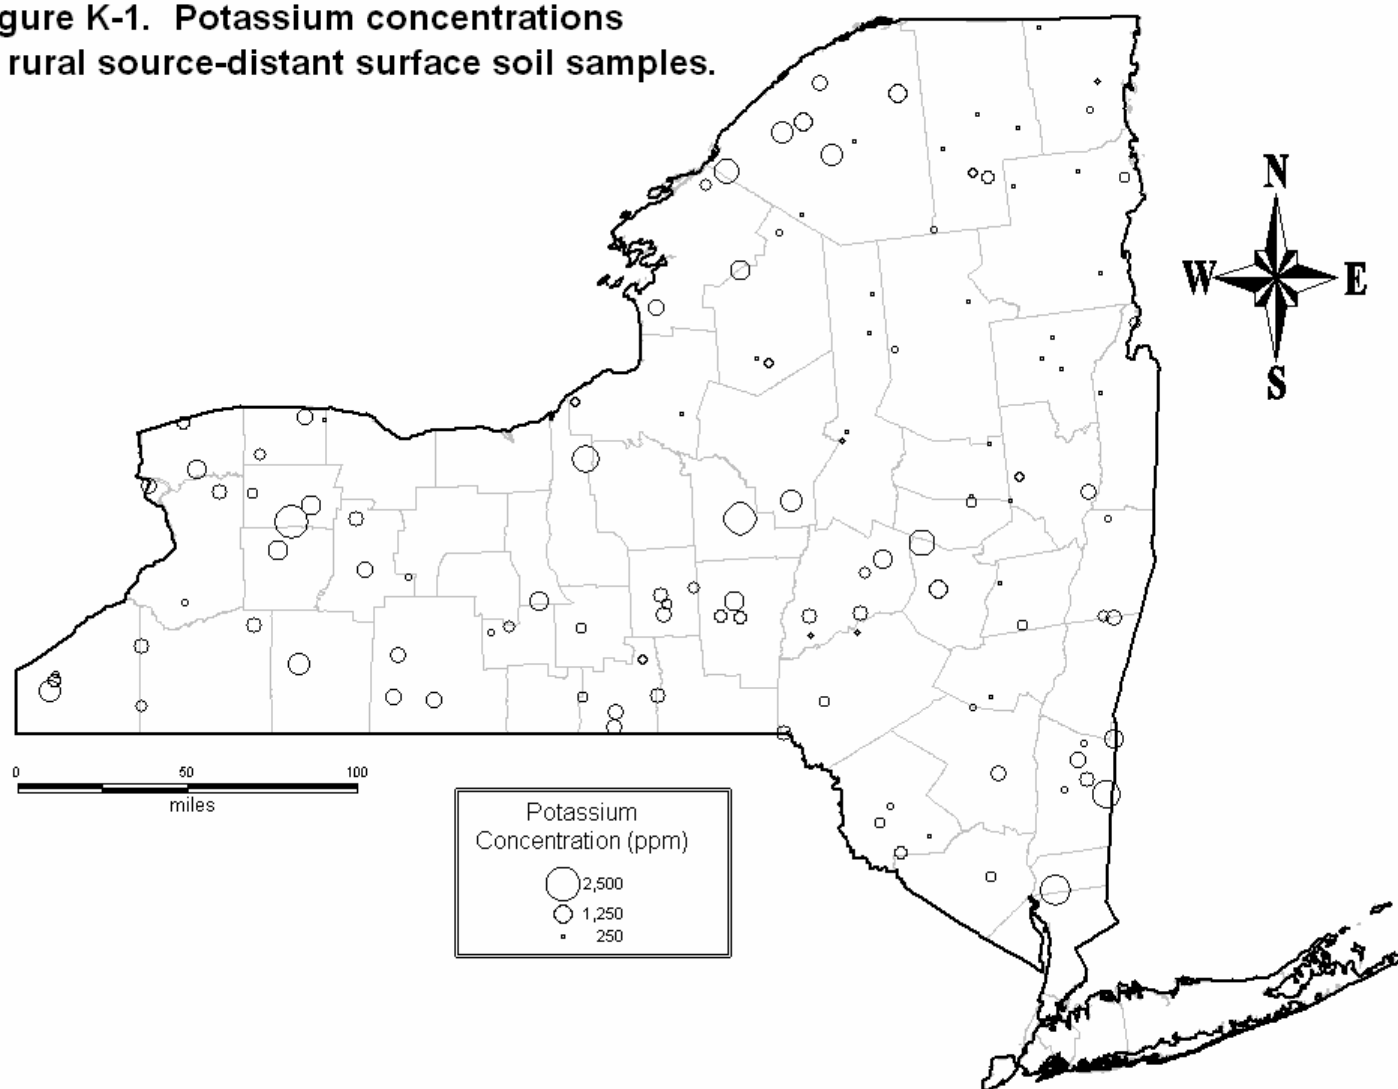 gure K-1. Potassium concentrations
rural source-distant surface soil samples.
N
W E
S
0 50 100
miles
Potassium
Concentration (ppm)
2,500
1,250
250